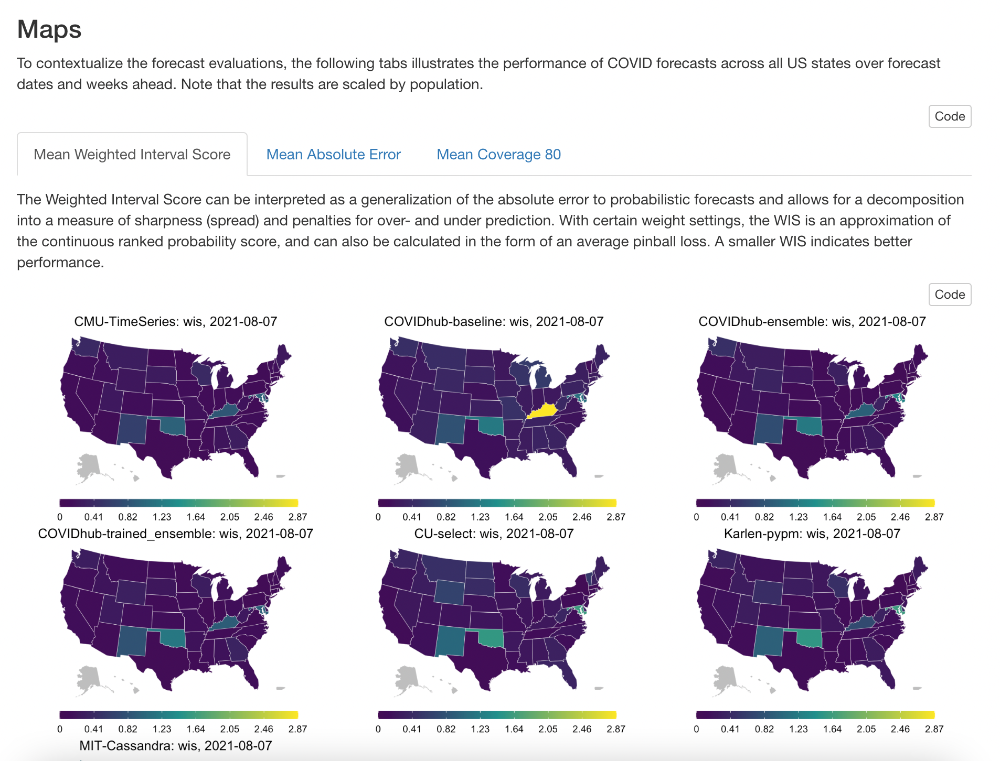 Maps
To contextualize the forecast evaluations, the following tabs illustrates the performance of COVID forecasts across all US states over forecast
dates and weeks ahead. Note that the results are scaled by population.
Code
Mean Weighted Interval Score Mean Absolute Error Mean Coverage 80
The Weighted Interval Score can be interpreted as a generalization of the absolute error to probabilistic forecasts and allows for a decomposition
into a measure of sharpness (spread) and penalties for over- and under prediction. With certain weight settings, the WIS is an approximation of
the continuous ranked probability score, and can also be calculated in the form of an average pinball loss. A smaller WIS indicates better
performance.
Code
CMU-TimeSeries: wis, 2021-08-07 COVIDhub-baseline: wis, 2021-08-07 COVIDhub-ensemble: wis, 2021-08-07
0 0.41 0.82 1.23 1.64 2.05 2.46 2.87 0 0.41 0.82 1.23 1.64 2.05 2.46 2.87 0 0.41 0.82 1.23 1.64 2.05 2.46 2.87
COVIDhub-trained_ensemble: wis, 2021-08-07 CU-select: wis, 2021-08-07 Karlen-pypm: wis, 2021-08-07
0 0.41 0.82 1.23 1.64 2.05 2.46 2.87 0 0.41 0.82 1.23 1.64 2.05 2.46 2.87 0 0.41 0.82 1.23 1.64 2.05 2.46 2.87
MIT-Cassandra: wis, 2021-08-07